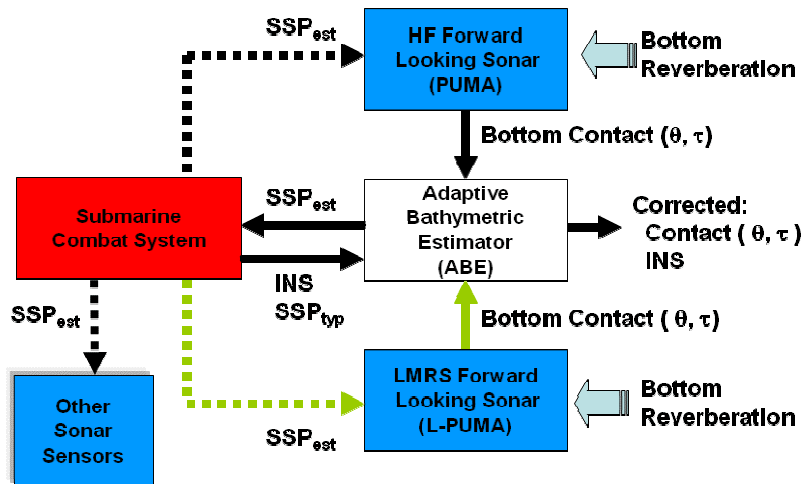 SSPest
HF Forward
Looking Sonar
(PUMA)
Bottom
Reverberation
Bottom Contact (θ, τ)
Submarine
Combat System
SSPest
Adaptive
Bathymetric
Estimator
(ABE)
Corrected:
Contact ( θ, τ )
INS
INS
SSPtyp
SSPest
Bottom Contact ( θ, τ )
Other
Sonar
Sensors
LMRS Forward
Looking Sonar
(L-PUMA)
Bottom
Reverberation
SSPest